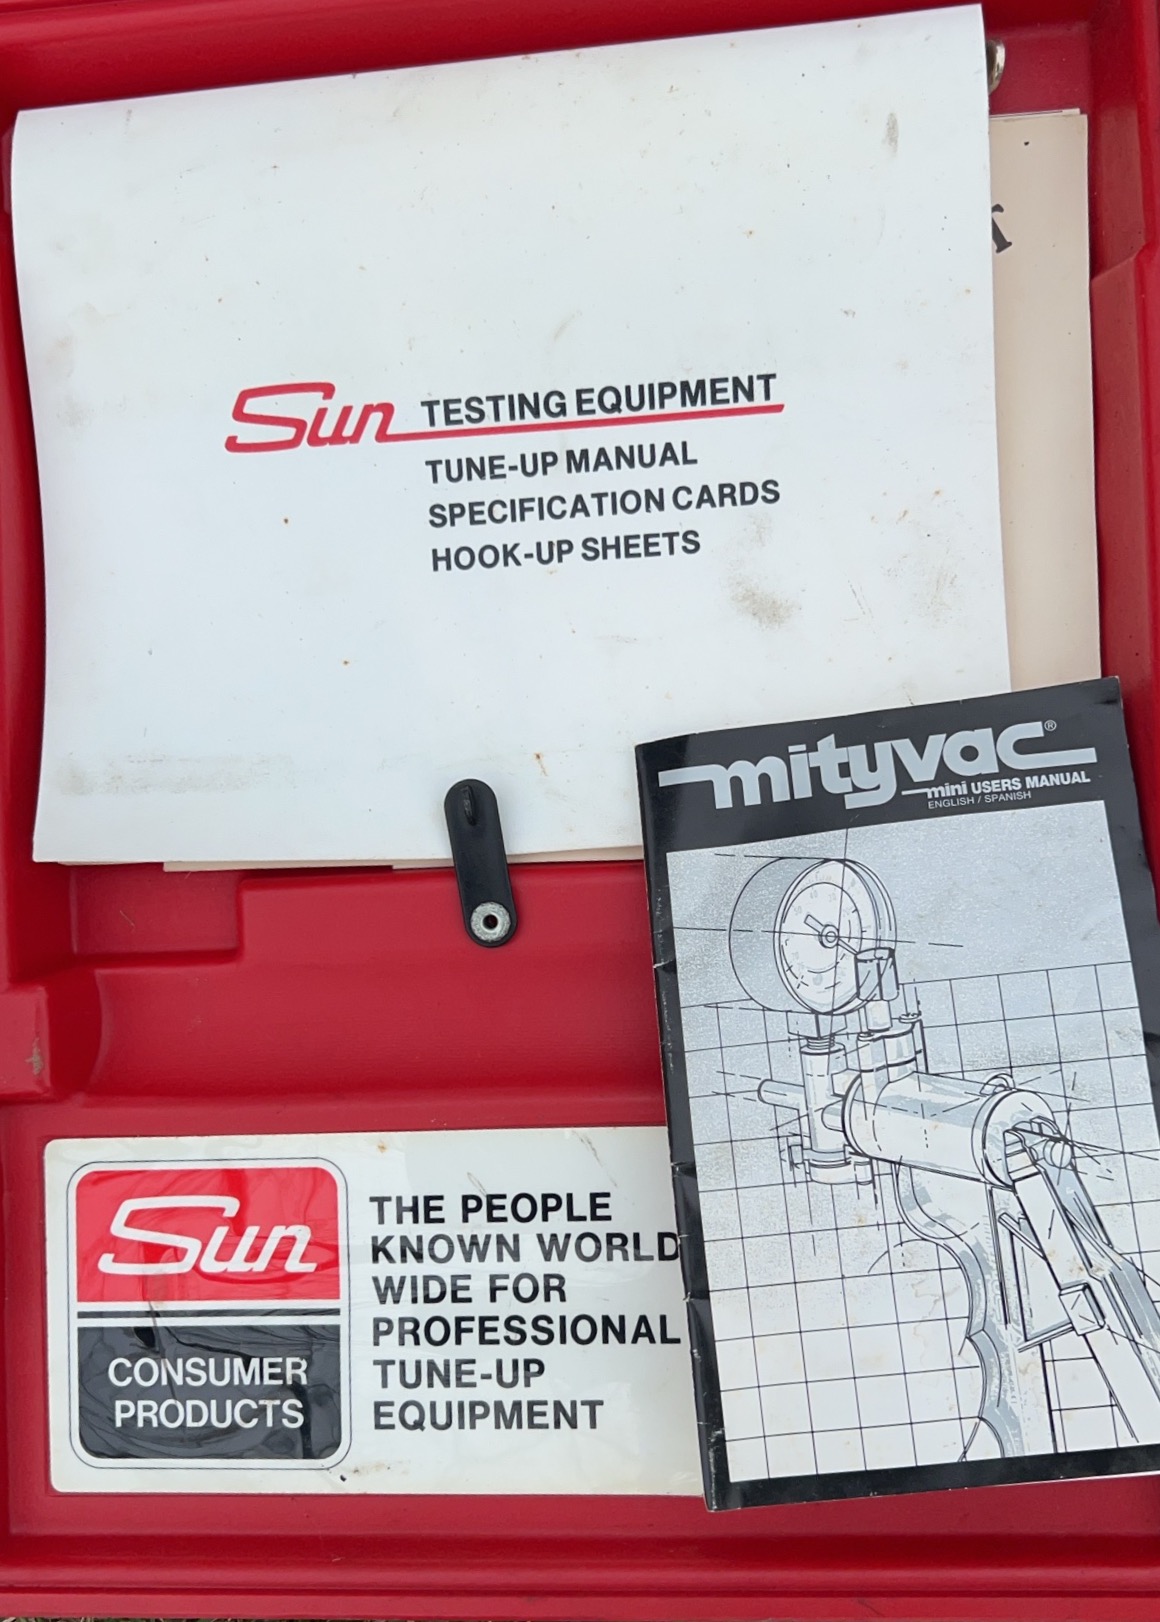 Sun TESTING EQUIPMENT
TUNE-UP MANUAL
SPECIFICATION CARDS
HOOK-UP SHEETS
mityvac®
mini USERS MANUAL
ENGLISH / SPANISH
Sun
CONSUMER
PRODUCTS
THE PEOPLE
KNOWN WORLD
WIDE FOR
PROFESSIONAL
TUNE-UP
EQUIPMENT